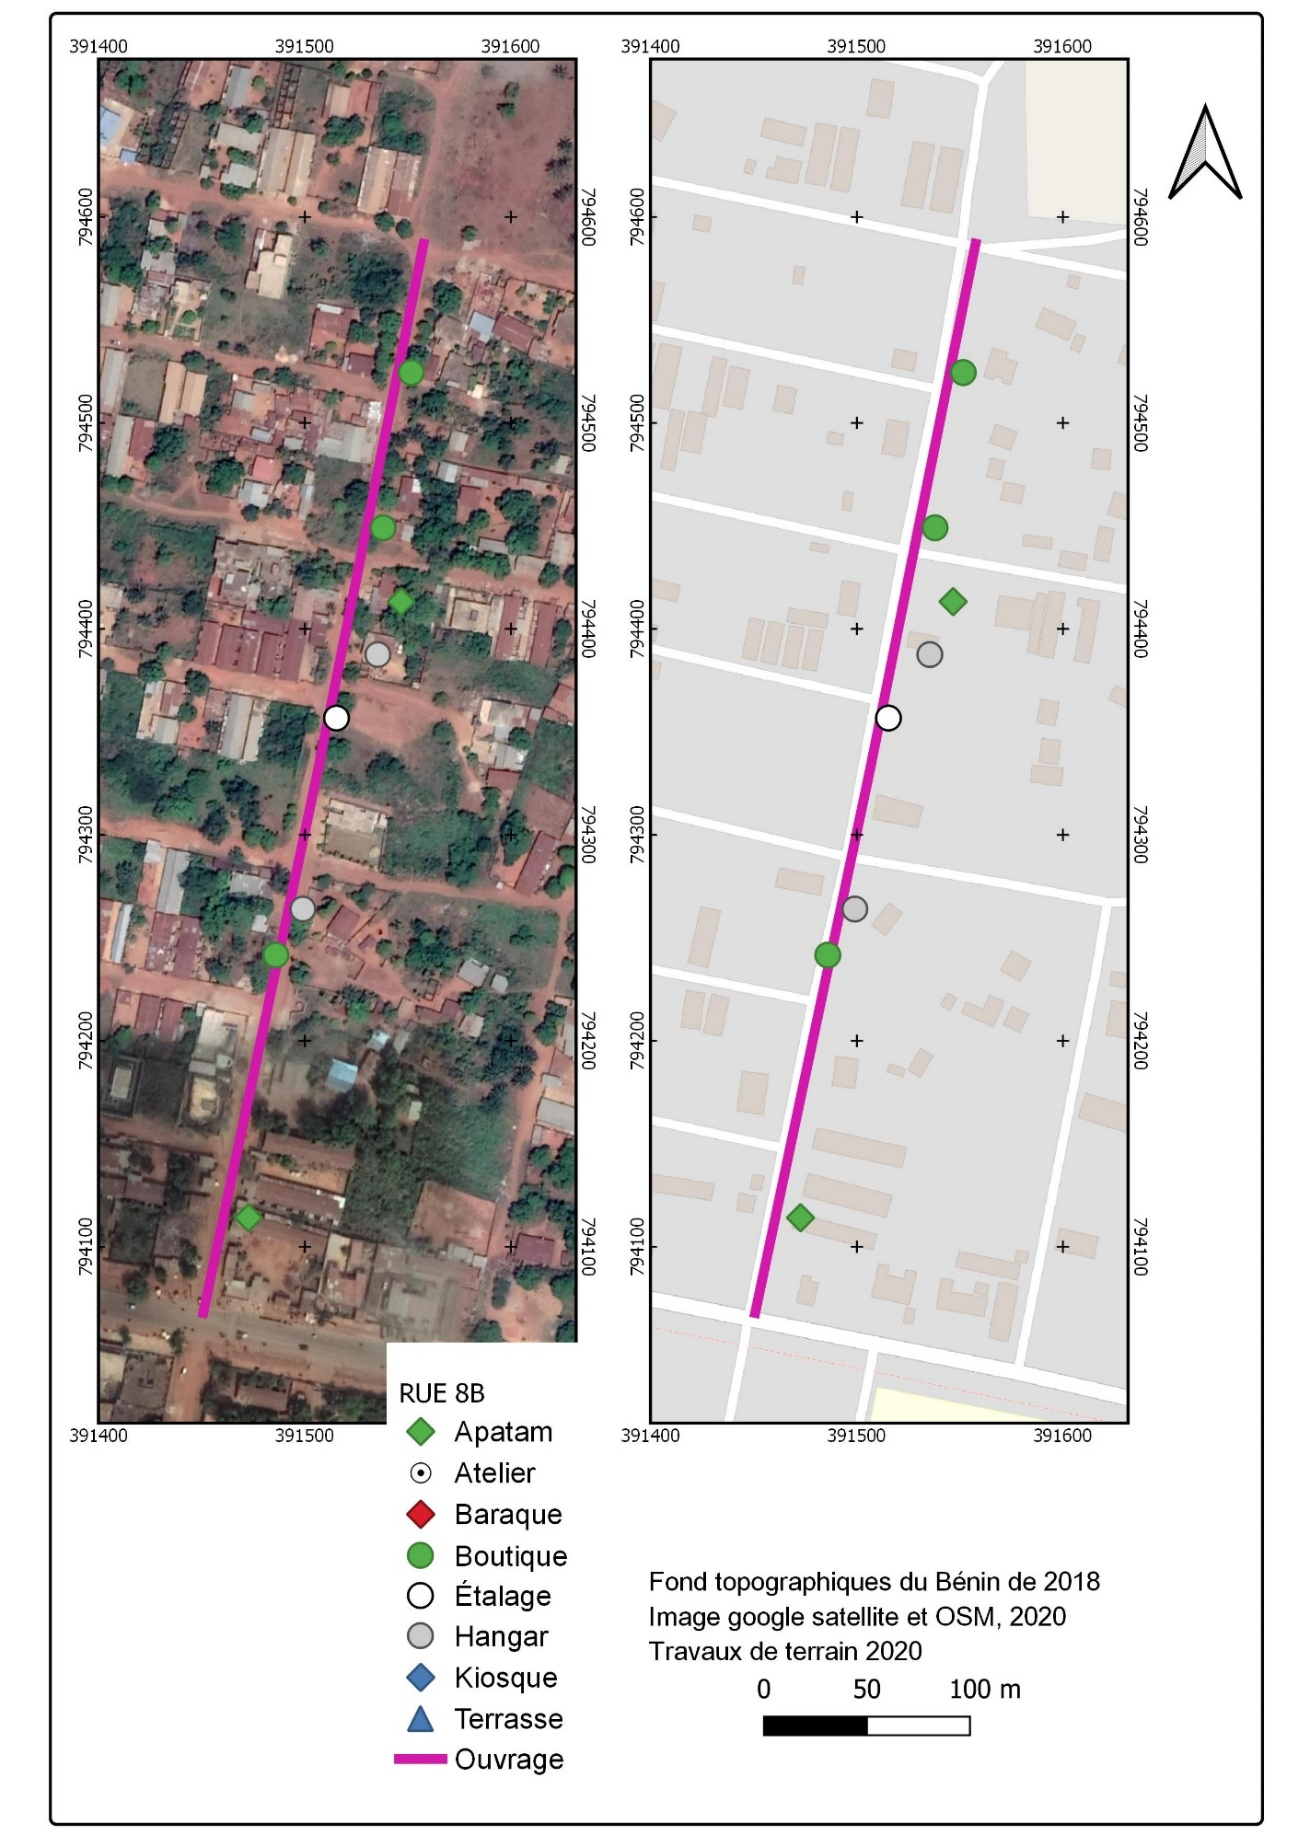 391400 391500 391600 391400 391500 391600
794600 794600 794600 794600
794500 794500 794500 794500
794400 794400 794400 794400
794300 794300 794300 794300
794200 794200 794200 794200
794100 794100 794100 794100
391400 391500 391400 391500 391600
RUE 8B
Apatam
Atelier
Baraque
Boutique
Étalage
Hangar
Kiosque
Terrasse
Ouvrage
Fond topographiques du Bénin de 2018
Image google satellite et OSM, 2020
Travaux de terrain 2020
0 50 100 m